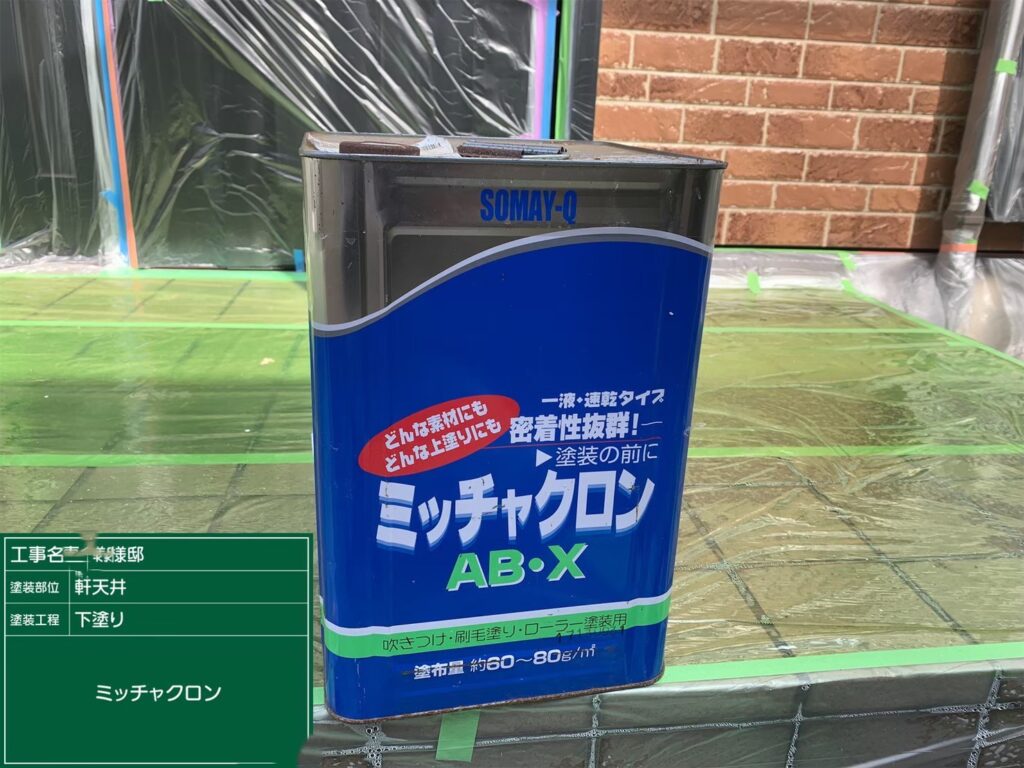 SOMAY-Q
一液・速乾タイプ
どんな素材にも
どんな上塗りにも
密着性抜群!
▶塗装の前に
ミッチャクロン
AB・X
吹きつけ・刷毛塗り・ローラー塗装用
塗布量 約60～80g/㎡
工事名 様邸
塗装部位 軒天井
塗装工程 下塗り
ミッチャクロン